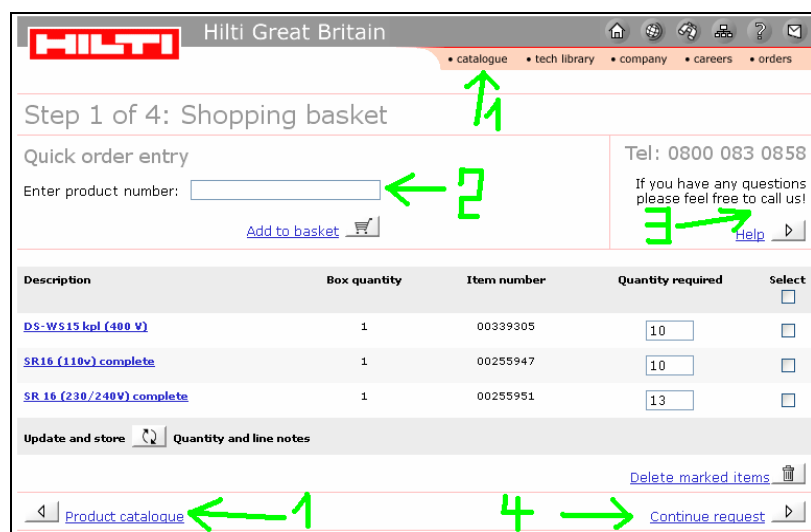 HILTI
Hilti Great Britain
• catalogue • tech library • company • careers • orders
1
Step 1 of 4: Shopping basket
Quick order entry
Tel: 0800 083 0858
Enter product number:
2
If you have any questions
please feel free to call us!
Add to basket
3
Help
Description Box quantity Item number Quantity required Select
DS-WS15 kpl (400 V) 1 00339305 10
SR16 (110v) complete 1 00255947 10
SR 16 (230/240V) complete 1 00255951 13
Update and store Quantity and line notes
Delete marked items
Product catalogue 1 4 Continue request